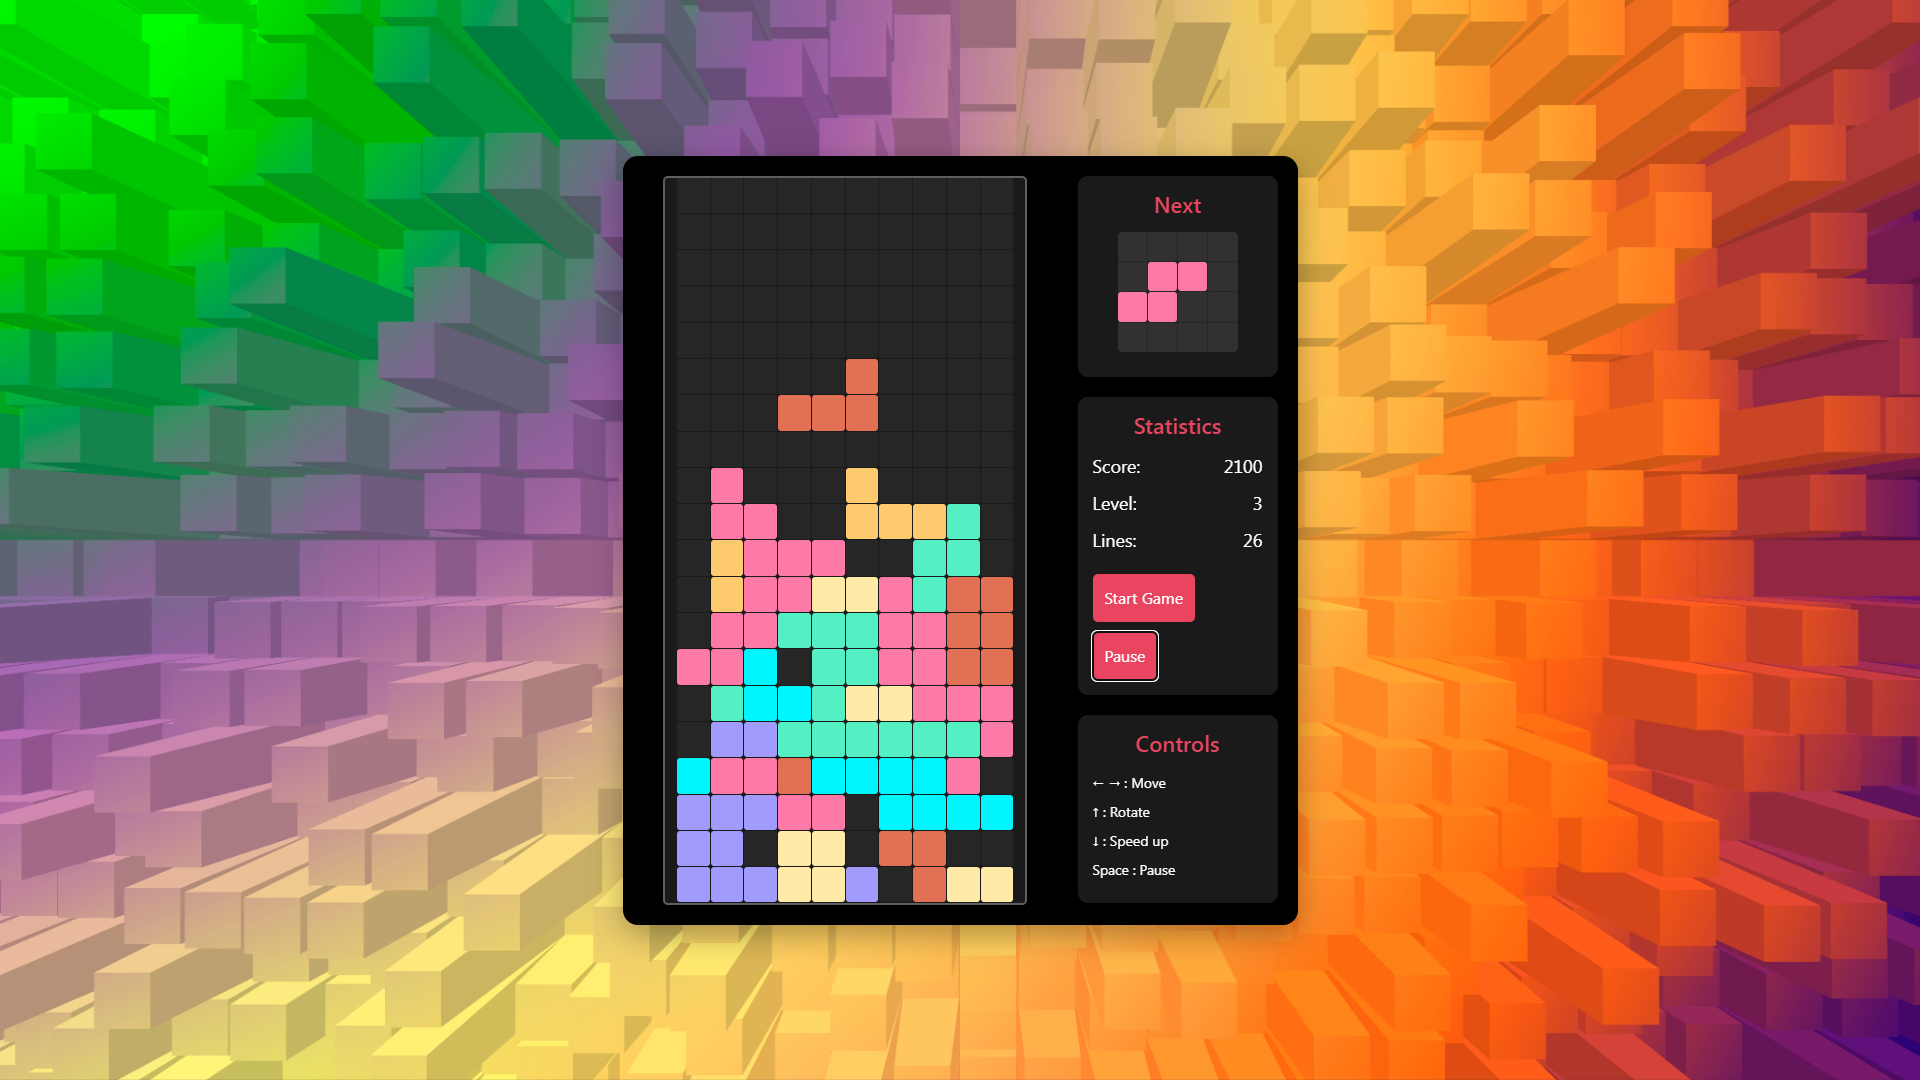 Next
Statistics
Score: 2100
Level: 3
Lines: 26
Start Game
Pause
Controls
← → : Move
↑ : Rotate
↓ : Speed up
Space : Pause